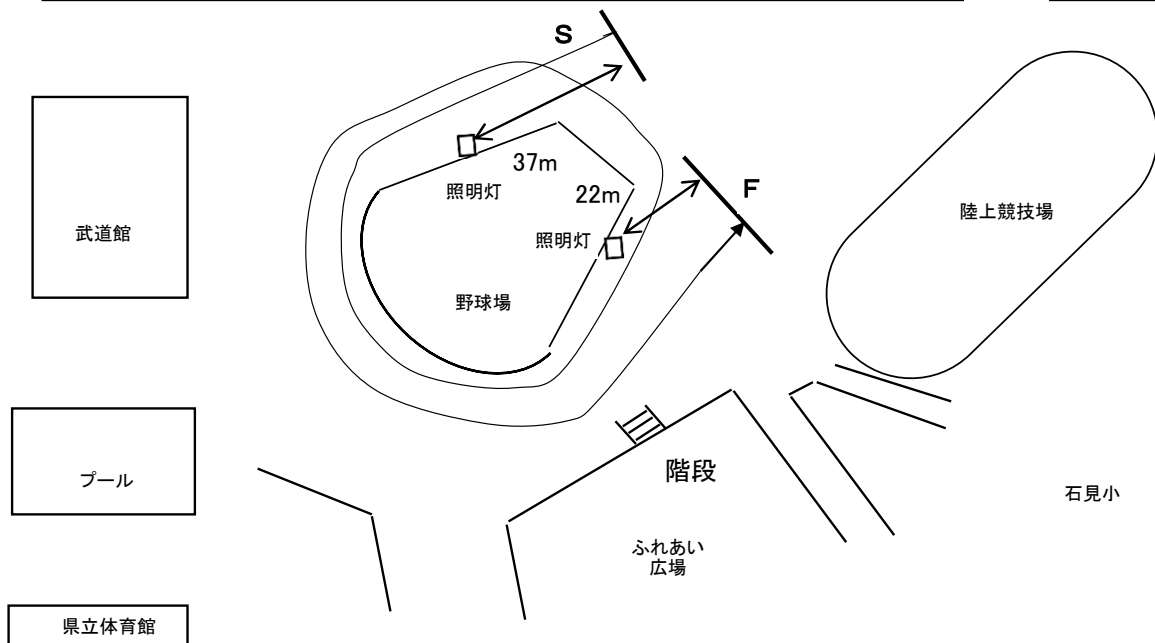 S
37m
照明灯
22m
F
照明灯
武道館
陸上競技場
野球場
プール
階段
石見小
ふれあい
広場
県立体育館